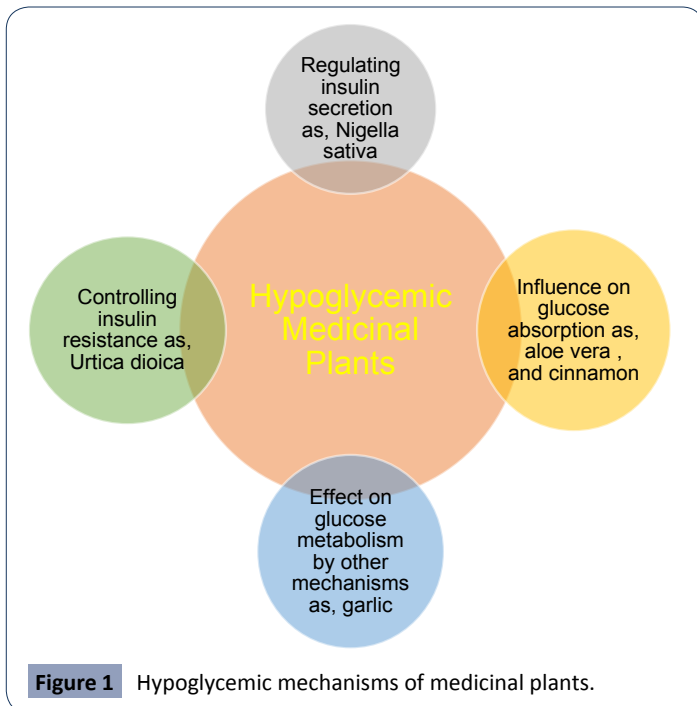 Regulating
insulin
secretion
as, Nigella
sativa
Controlling
insulin
resistance as,
Urtica dioica
Hypoglycemic
Medicinal
Plants
Influence on
glucose
absorption as,
aloe vera ,
and cinnamon
Effect on
glucose
metabolism
by other
mechanisms
as, garlic
Figure 1 Hypoglycemic mechanisms of medicinal plants.